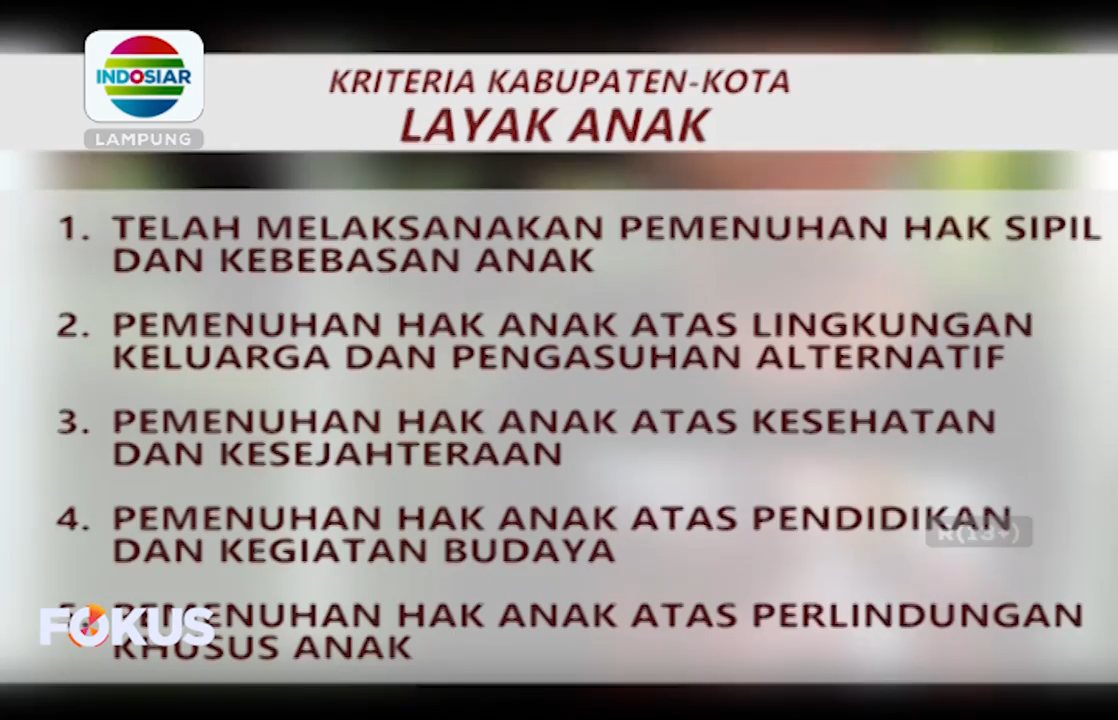 INDOSIAR
LAMPUNG
KRITERIA KABUPATEN-KOTA
LAYAK ANAK
1. TELAH MELAKSANAKAN PEMENUHAN HAK SIPIL
DAN KEBEBASAN ANAK
2. PEMENUHAN HAK ANAK ATAS LINGKUNGAN
KELUARGA DAN PENGASUHAN ALTERNATIF
3. PEMENUHAN HAK ANAK ATAS KESEHATAN
DAN KESEJAHTERAAN
4. PEMENUHAN HAK ANAK ATAS PENDIDIKAN
DAN KEGIATAN BUDAYA
R(13+)
5. PEMENUHAN HAK ANAK ATAS PERLINDUNGAN
KHUSUS ANAK
FOKUS